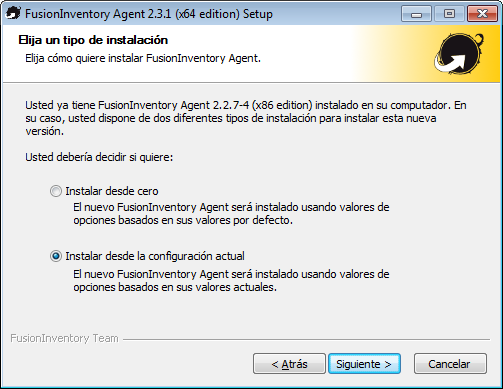 FusionInventory Agent 2.3.1 (x64 edition) Setup
Elija un tipo de instalación
Elija cómo quiere instalar FusionInventory Agent.
Usted ya tiene FusionInventory Agent 2.2.7-4 (x86 edition) instalado en su computador. En
su caso, usted dispone de dos diferentes tipos de instalación para instalar esta nueva
versión.
Usted debería decidir si quiere:
Instalar desde cero
El nuevo FusionInventory Agent será instalado usando valores de
opciones basados en sus valores por defecto.
Instalar desde la configuración actual
El nuevo FusionInventory Agent será instalado usando valores de
opciones basados en sus valores actuales.
FusionInventory Team
< Atrás
Siguiente >
Cancelar